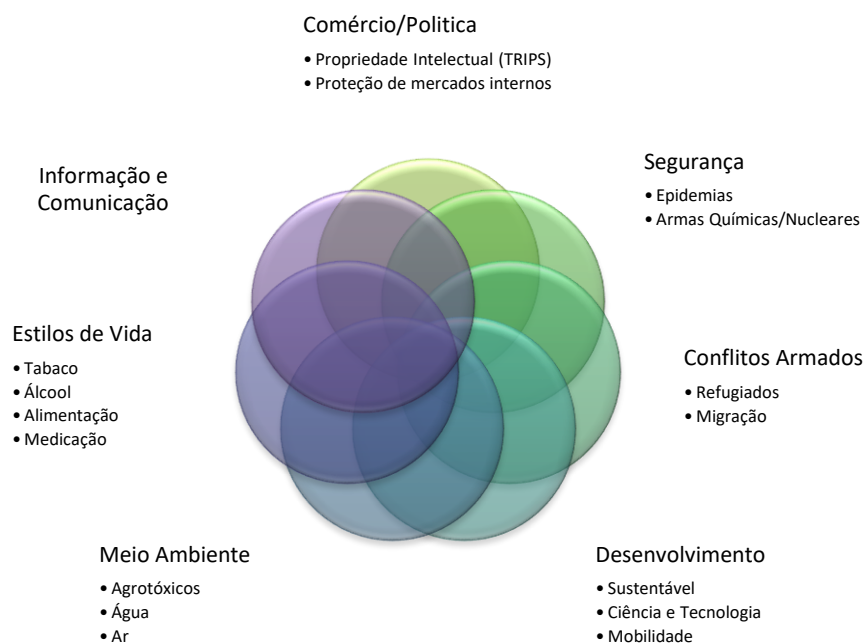 Comércio/Politica
• Propriedade Intelectual (TRIPS)
• Proteção de mercados internos
Segurança
• Epidemias
• Armas Químicas/Nucleares
Conflitos Armados
• Refugiados
• Migração
Desenvolvimento
• Sustentável
• Ciência e Tecnologia
• Mobilidade
Meio Ambiente
• Agrotóxicos
• Água
• Ar
Estilos de Vida
• Tabaco
• Álcool
• Alimentação
• Medicação
Informação e
Comunicação